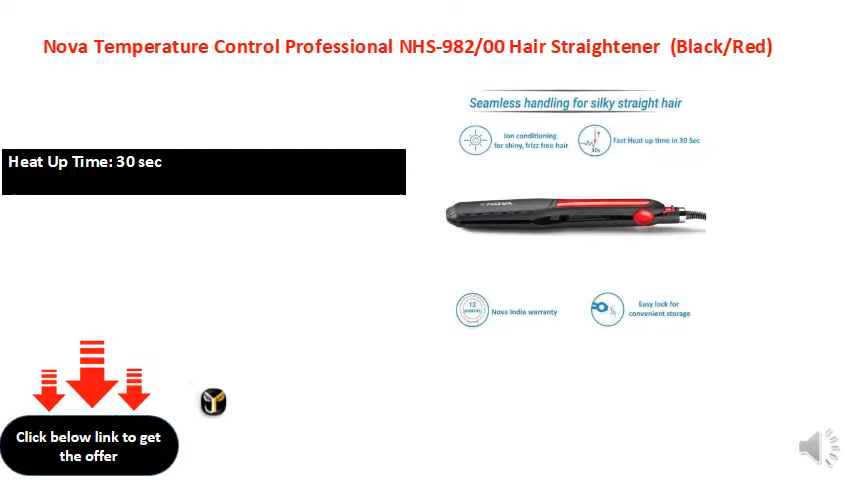 Nova Temperature Control Professional NHS-982/00 Hair Straightener (Black/Red)
Seamless handling for silky straight hair
Ion conditioning
for shiny, frizz free hair
Fast Heat up time in 30 Sec
30s
Heat Up Time: 30 sec
NOVA
12
Nova India warranty
Easy lock for
convenient storage
Click below link to get
the offer